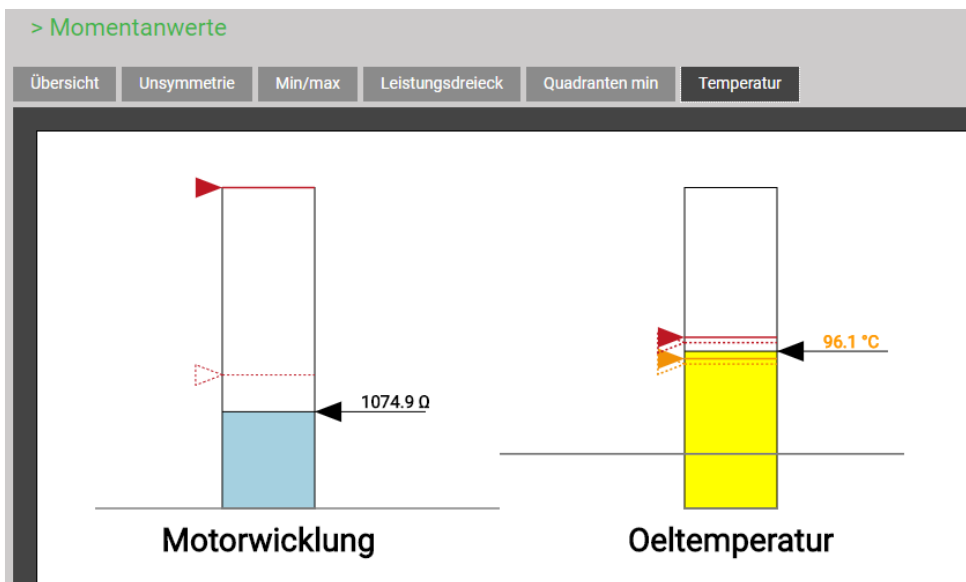 > Momentanwerte
Übersicht
Unsymmetrie
Min/max
Leistungsdreieck
Quadranten min
Temperatur
1074.9 Ω
96.1 °C
Motorwicklung
Oeltemperatur